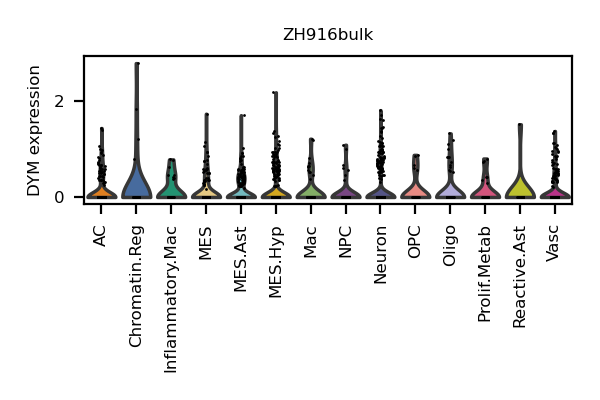 ZH916bulk
DYM expression
2
0
AC
Chromatin.Reg
Inflammatory.Mac
MES
MES.Ast
MES.Hyp
Mac
NPC
Neuron
OPC
Oligo
Prolif.Metab
Reactive.Ast
Vasc